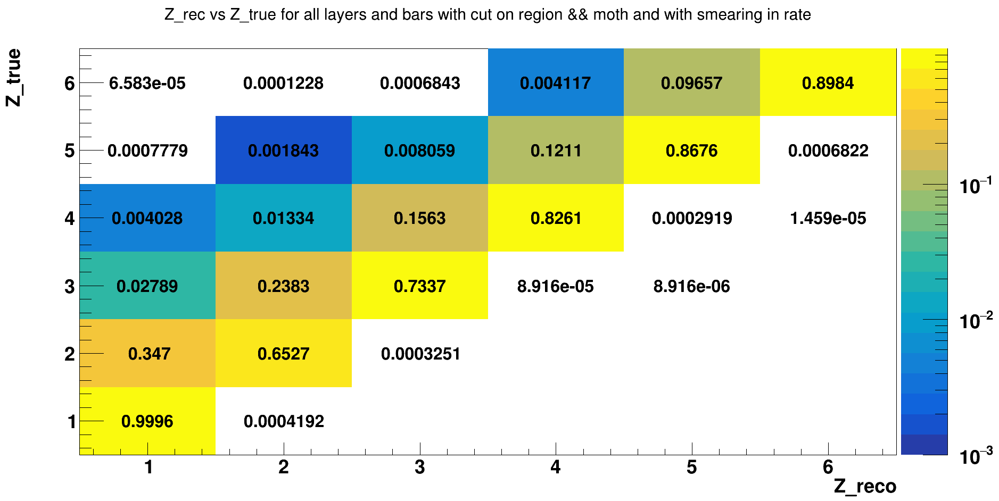 Z_rec vs Z_true for all layers and bars with cut on region && moth and with smearing in rate
Z_true
6 6.583e-05 0.0001228 0.0006843 0.004117 0.09657 0.8984
5 0.0007779 0.001843 0.008059 0.1211 0.8676 0.0006822
10⁻¹
4 0.004028 0.01334 0.1563 0.8261 0.0002919 1.459e-05
3 0.02789 0.2383 0.7337 8.916e-05 8.916e-06
10⁻²
2 0.347 0.6527 0.0003251
1 0.9996 0.0004192
10⁻³
1 2 3 4 5 6
Z_reco